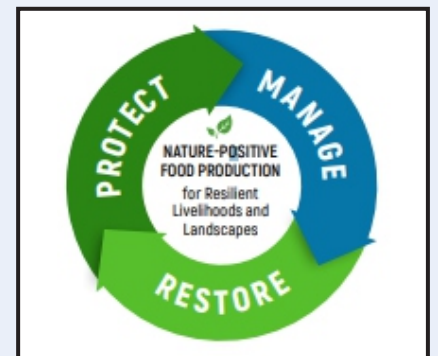 PROTECT
MANAGE
RESTORE
NATURE-POSITIVE
FOOD PRODUCTION
for Resilient
Livelihoods and
Landscapes